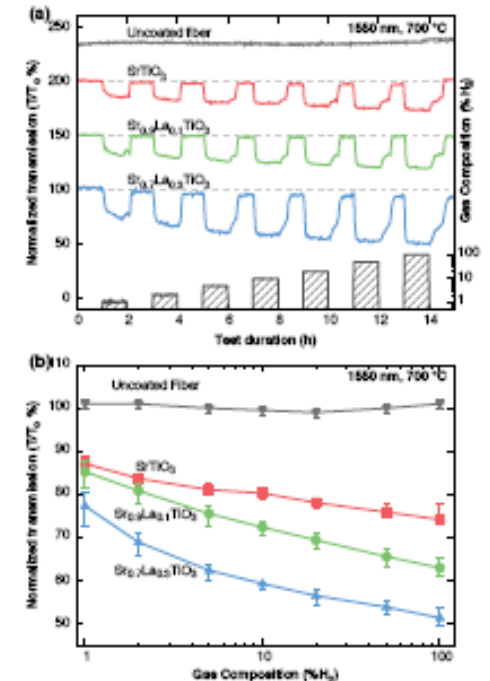 (a)
1550 nm, 700 °C
Uncoated fiber
SrTiO₃
Sr₀.₉La₀.₁TiO₃
Sr₀.₇La₀.₃TiO₃
Normalized transmission (T/T₀ %)
250
200
150
100
50
0
Gas Composition (% H₂)
100
10
1
0 2 4 6 8 10 12 14
Test duration (h)
(b)
1550 nm, 700 °C
Uncoated Fiber
SrTiO₃
Sr₀.₉La₀.₁TiO₃
Sr₀.₇La₀.₃TiO₃
Normalized transmission (T/T₀ %)
110
100
90
80
70
60
50
1 10 100
Gas Composition (%H₂)